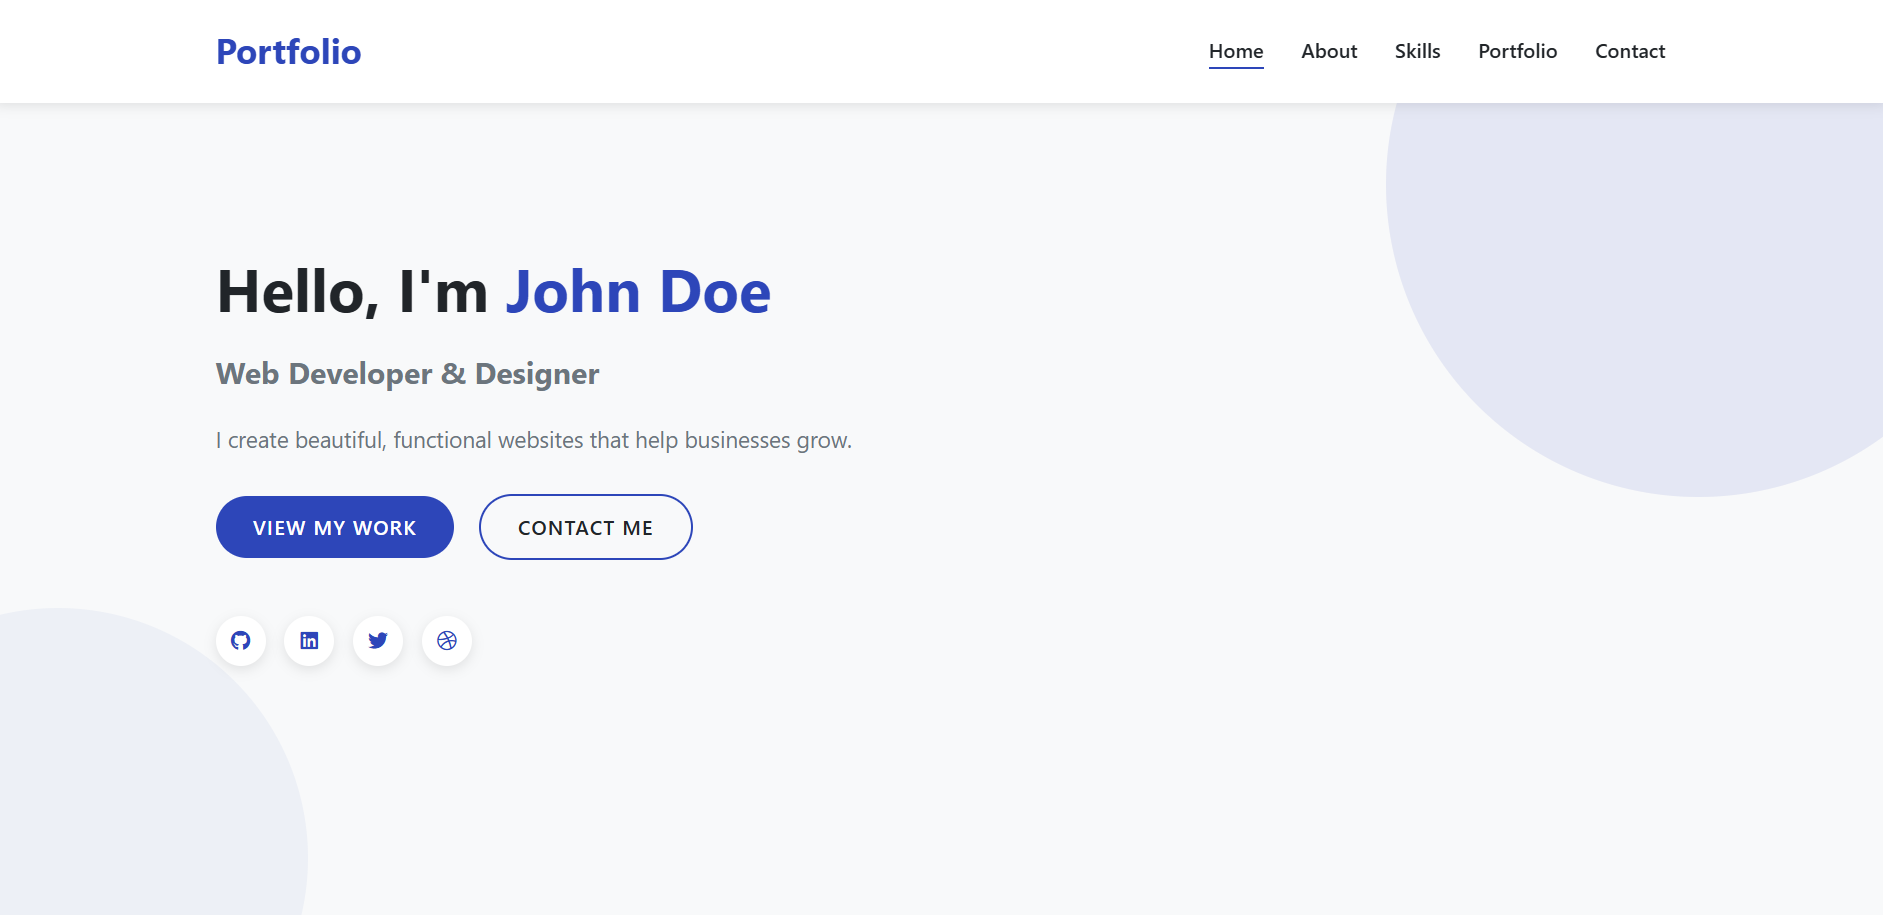 Portfolio
Home About Skills Portfolio Contact
Hello, I'm John Doe
Web Developer & Designer
I create beautiful, functional websites that help businesses grow.
VIEW MY WORK CONTACT ME